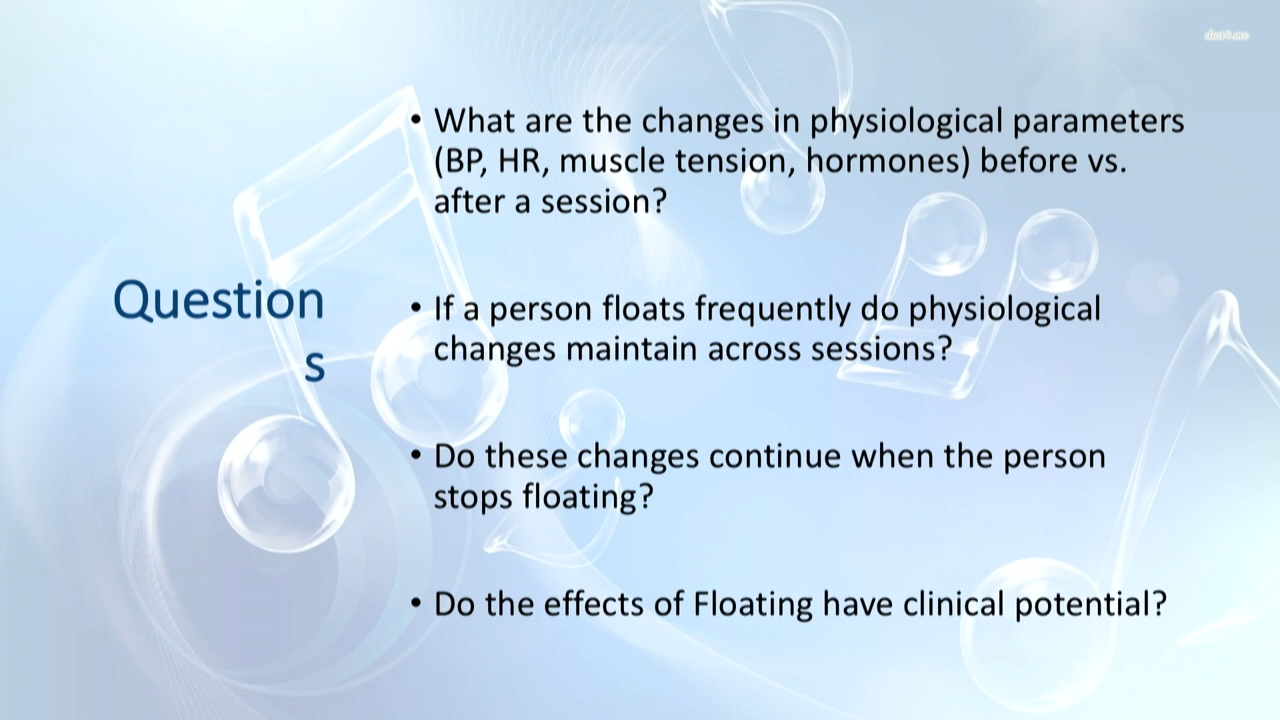 Question
s
• What are the changes in physiological parameters
(BP, HR, muscle tension, hormones) before vs.
after a session?
• If a person floats frequently do physiological
changes maintain across sessions?
• Do these changes continue when the person
stops floating?
• Do the effects of Floating have clinical potential?